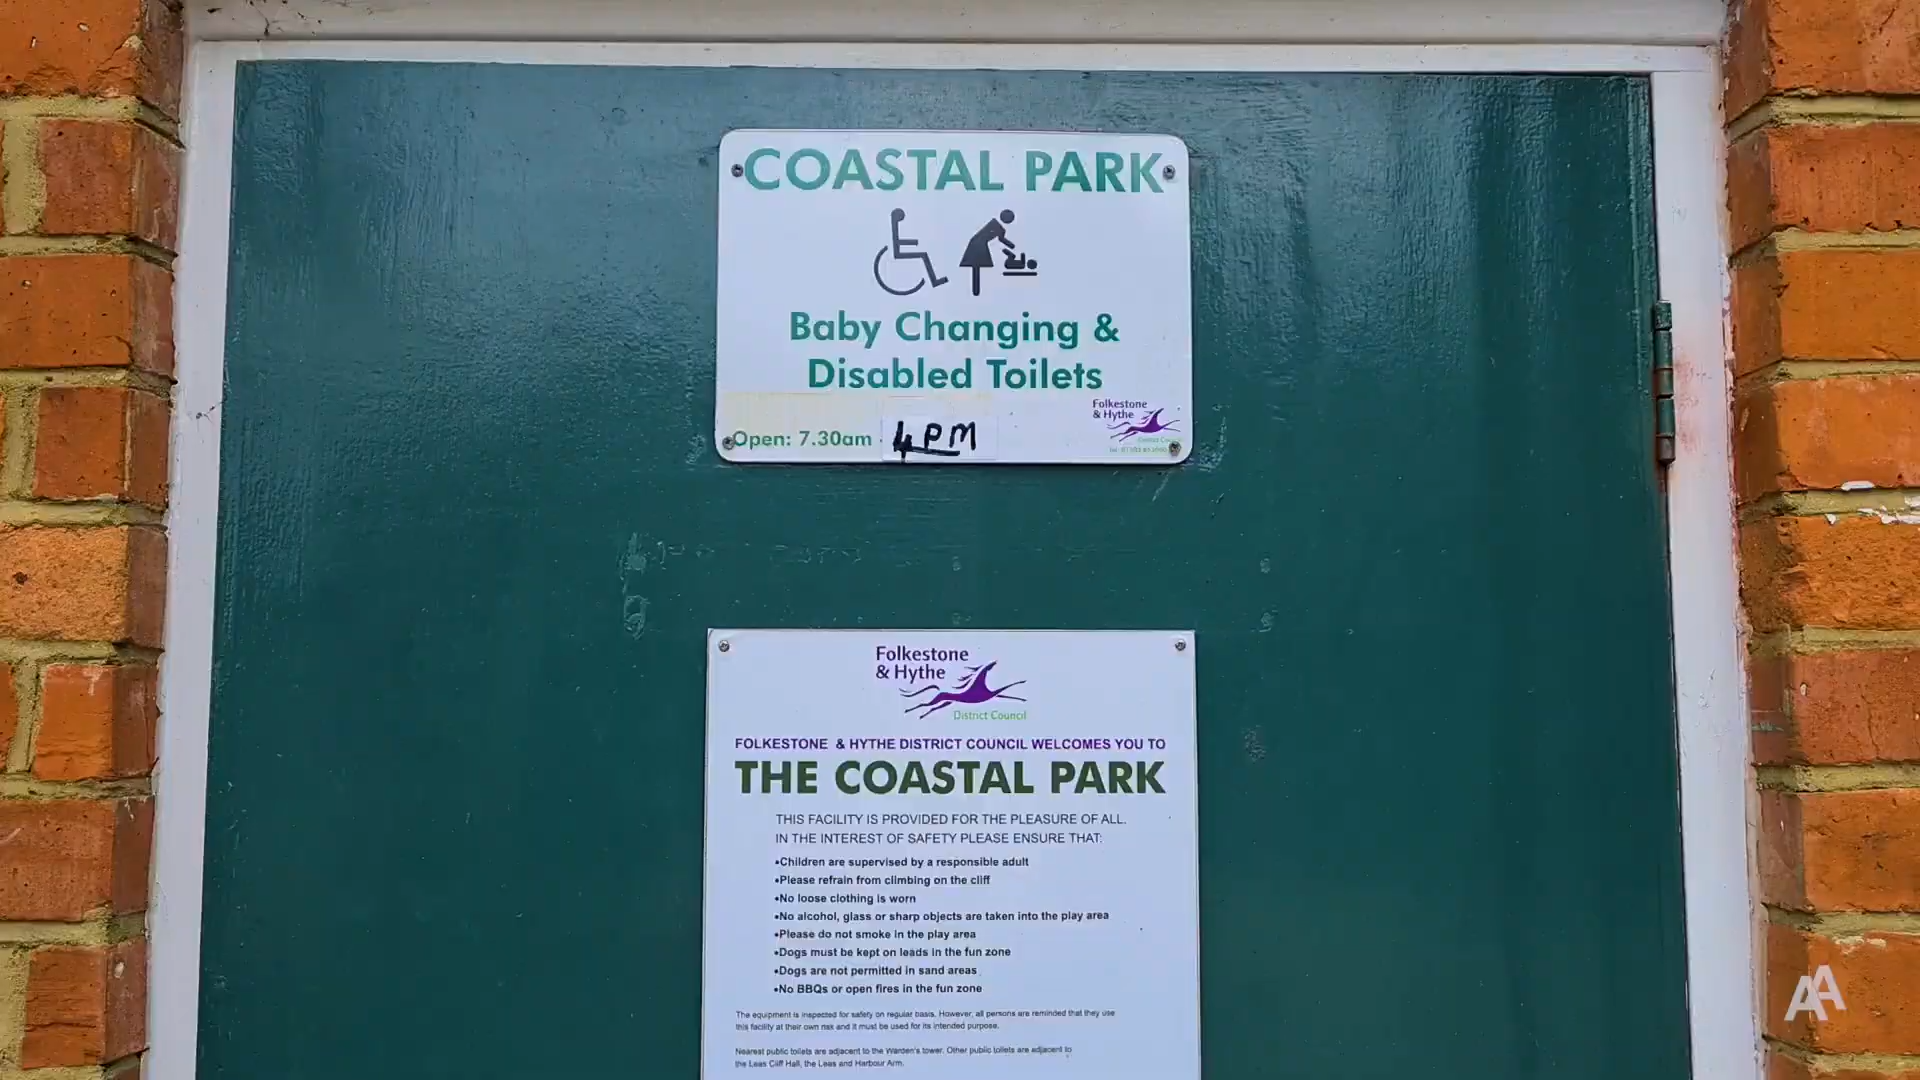 COASTAL PARK
Baby Changing &
Disabled Toilets
Open: 7.30am - 4PM
Folkestone
& Hythe
Folkestone
& Hythe
District Council
FOLKESTONE & HYTHE DISTRICT COUNCIL WELCOMES YOU TO
THE COASTAL PARK
THIS FACILITY IS PROVIDED FOR THE PLEASURE OF ALL.
IN THE INTEREST OF SAFETY PLEASE ENSURE THAT:
•Children are supervised by a responsible adult
•Please refrain from climbing on the cliff
•No loose clothing is worn
•No alcohol, glass or sharp objects are taken into the play area
•Please do not smoke in the play area
•Dogs must be kept on leads in the fun zone
•Dogs are not permitted in sand areas
•No BBQs or open fires in the fun zone
The equipment is inspected for safety on regular basis. However, all persons are reminded that they use
this facility at their own risk and it must be used for its intended purpose.
Nearest public toilets are adjacent to the Warden's tower. Other public toilets are adjacent to
the Leas Cliff Hall, the Leas and Harbour Arm.
AA